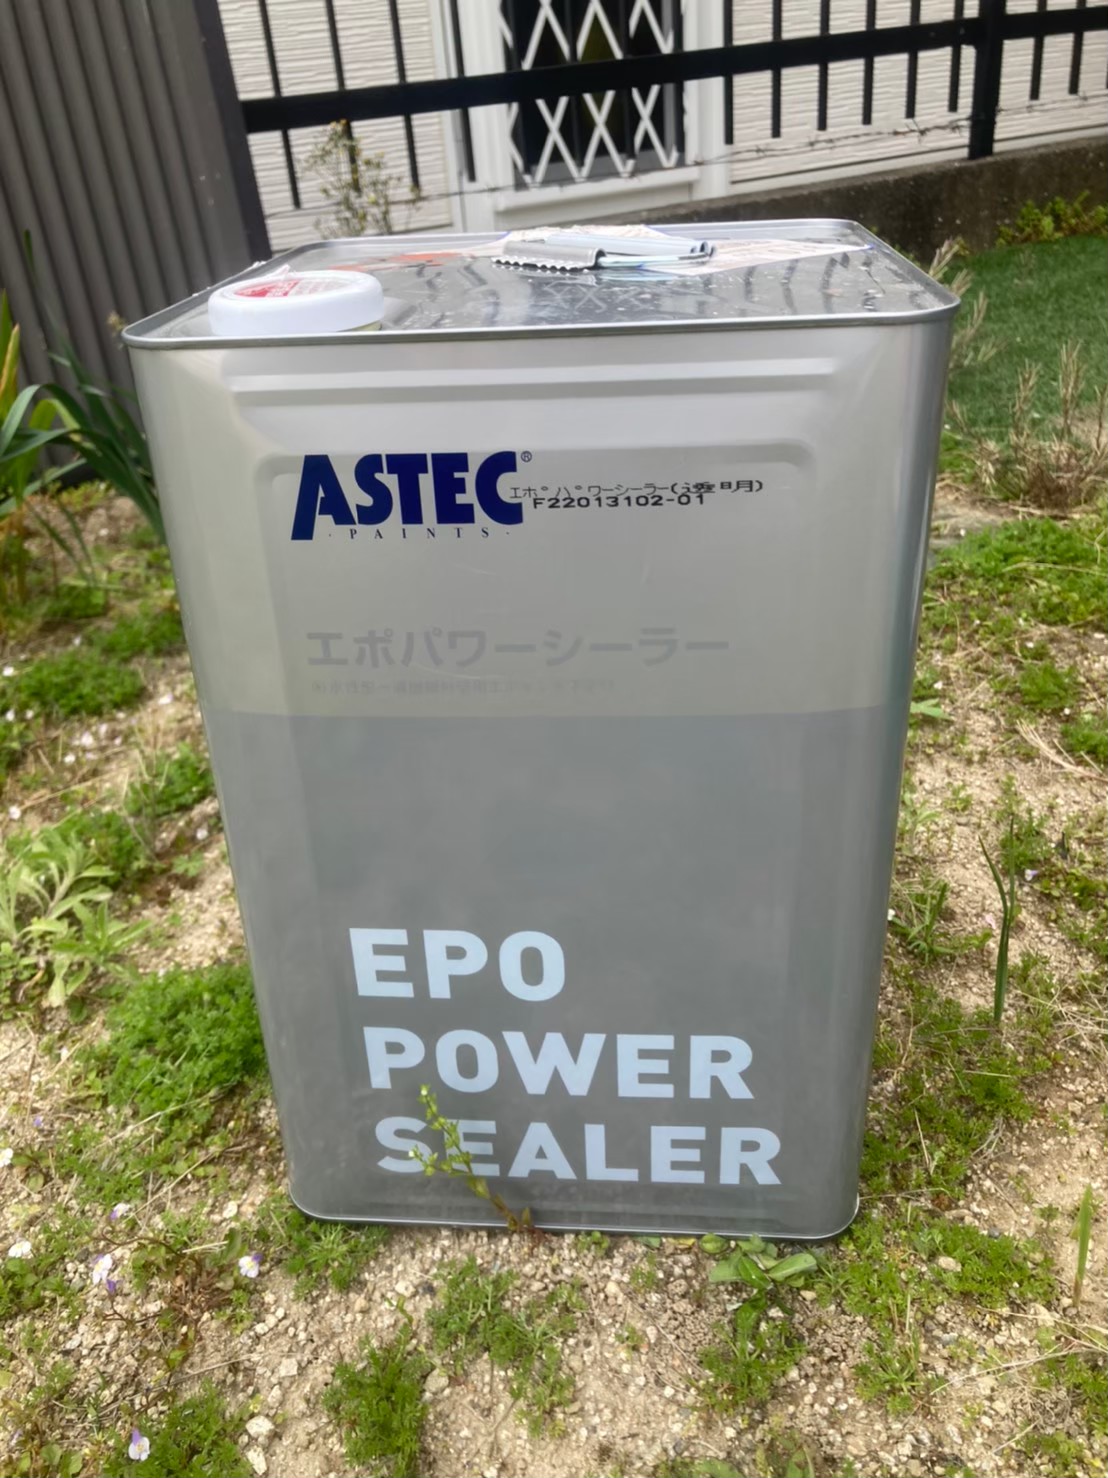 ASTEC®
· PAINTS ·
エポパワーシーラー(透明)
F22013102-01
エポパワーシーラー
EPO
POWER
SEALER